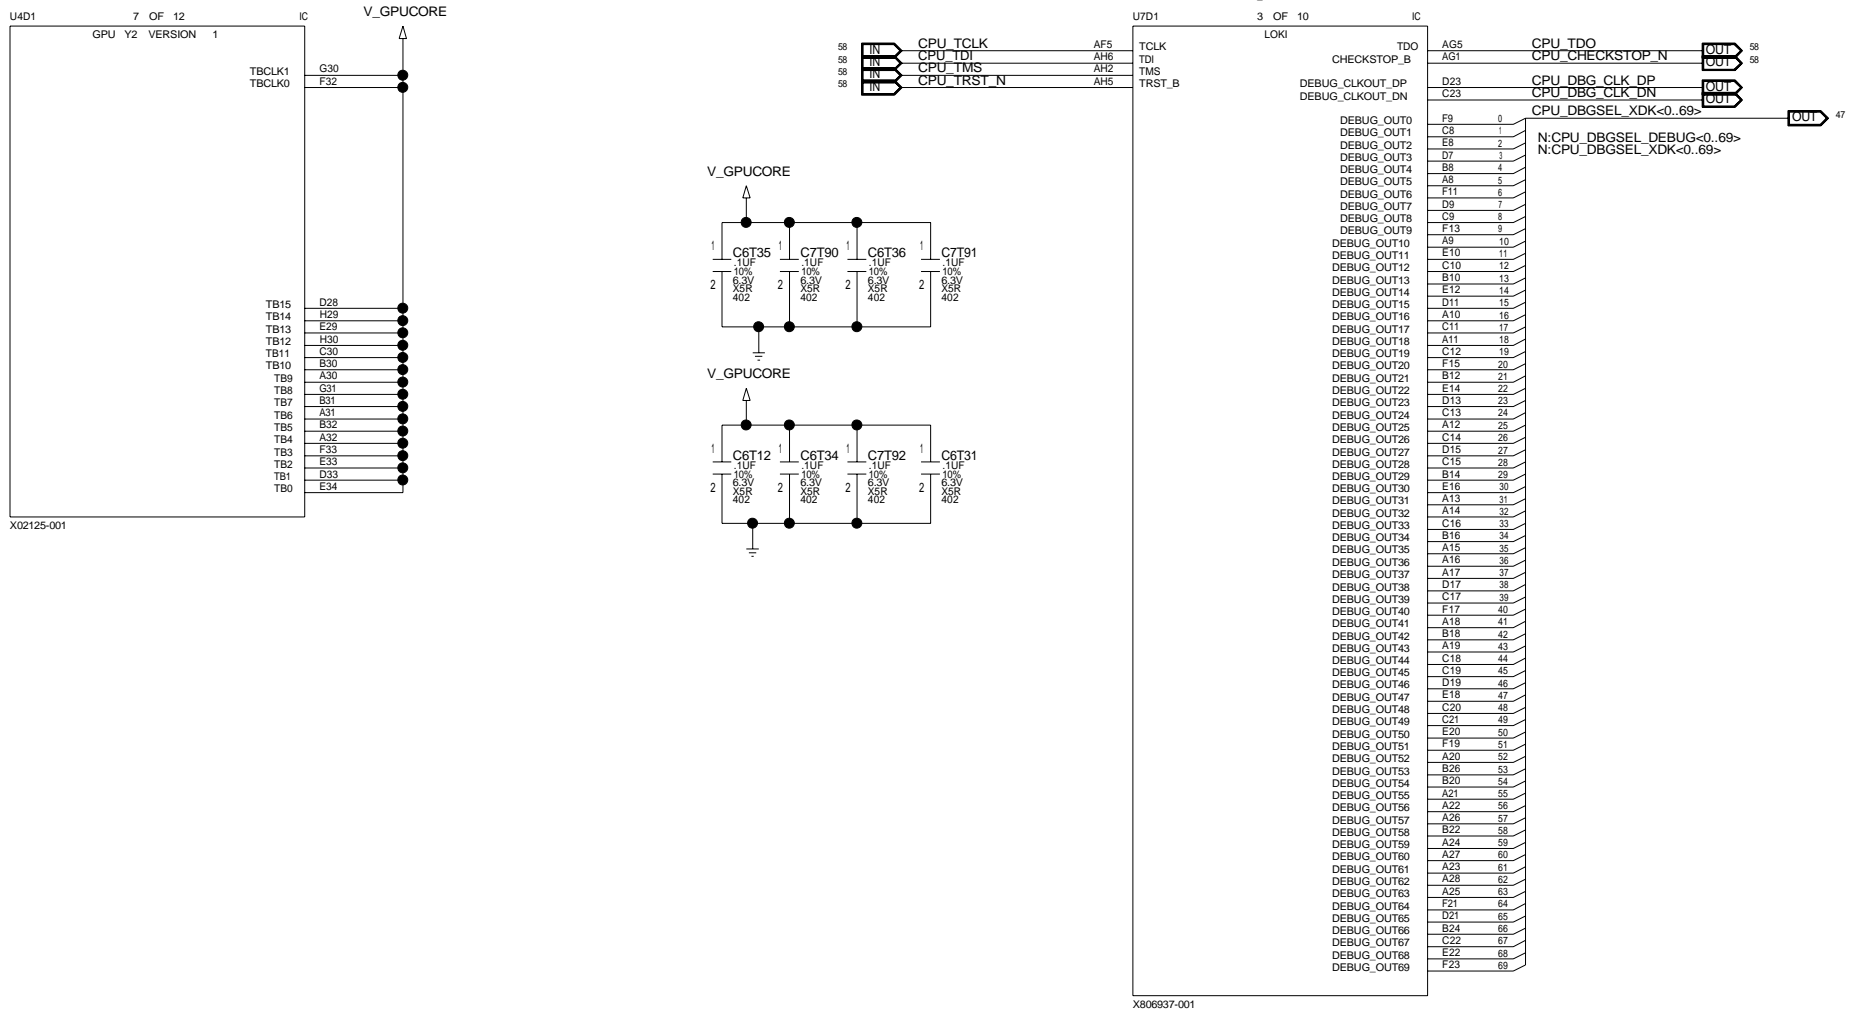 U4D1 7 OF 12 IC
GPU Y2 VERSION 1
V_GPUCORE
TBCLK1 G30
TBCLK0 F32
TB15 D28
TB14 H29
TB13 E29
TB12 H30
TB11 C30
TB10 B30
TB9 A30
TB8 G31
TB7 B31
TB6 A31
TB5 B32
TB4 A32
TB3 F33
TB2 E33
TB1 D33
TB0 E34
X02125-001
V_GPUCORE
1 1 1 1
C6T35 C7T90 C6T36 C7T91
.1UF .1UF .1UF .1UF
10% 10% 10% 10%
2 6.3V 2 6.3V 2 6.3V 2 6.3V
X5R X5R X5R X5R
402 402 402 402
V_GPUCORE
1 1 1 1
C6T12 C6T34 C7T92 C6T31
.1UF .1UF .1UF .1UF
10% 10% 10% 10%
2 6.3V 2 6.3V 2 6.3V 2 6.3V
X5R X5R X5R X5R
402 402 402 402
U7D1 3 OF 10 IC
LOKI
58 IN CPU_TCLK AF5 TCLK
58 IN CPU_TDI AH6 TDI
58 IN CPU_TMS AH2 TMS
58 IN CPU_TRST_N AH5 TRST_B
TDO AG5 CPU_TDO OUT 58
CHECKSTOP_B AG1 CPU_CHECKSTOP_N OUT 58
DEBUG_CLKOUT_DP D23 CPU_DBG_CLK_DP OUT
DEBUG_CLKOUT_DN C23 CPU_DBG_CLK_DN OUT
CPU_DBGSEL_XDK<0..69> OUT 47
N:CPU_DBGSEL_DEBUG<0..69>
N:CPU_DBGSEL_XDK<0..69>
DEBUG_OUT0 F9 0
DEBUG_OUT1 C8 1
DEBUG_OUT2 E8 2
DEBUG_OUT3 D7 3
DEBUG_OUT4 B8 4
DEBUG_OUT5 A8 5
DEBUG_OUT6 F11 6
DEBUG_OUT7 D9 7
DEBUG_OUT8 C9 8
DEBUG_OUT9 F13 9
DEBUG_OUT10 A9 10
DEBUG_OUT11 E10 11
DEBUG_OUT12 C10 12
DEBUG_OUT13 B10 13
DEBUG_OUT14 E12 14
DEBUG_OUT15 D11 15
DEBUG_OUT16 A10 16
DEBUG_OUT17 C11 17
DEBUG_OUT18 A11 18
DEBUG_OUT19 C12 19
DEBUG_OUT20 F15 20
DEBUG_OUT21 B12 21
DEBUG_OUT22 E14 22
DEBUG_OUT23 D13 23
DEBUG_OUT24 C13 24
DEBUG_OUT25 A12 25
DEBUG_OUT26 C14 26
DEBUG_OUT27 D15 27
DEBUG_OUT28 C15 28
DEBUG_OUT29 B14 29
DEBUG_OUT30 E16 30
DEBUG_OUT31 A13 31
DEBUG_OUT32 A14 32
DEBUG_OUT33 C16 33
DEBUG_OUT34 B16 34
DEBUG_OUT35 A15 35
DEBUG_OUT36 A16 36
DEBUG_OUT37 A17 37
DEBUG_OUT38 D17 38
DEBUG_OUT39 C17 39
DEBUG_OUT40 F17 40
DEBUG_OUT41 A18 41
DEBUG_OUT42 B18 42
DEBUG_OUT43 A19 43
DEBUG_OUT44 C18 44
DEBUG_OUT45 C19 45
DEBUG_OUT46 D19 46
DEBUG_OUT47 E18 47
DEBUG_OUT48 C20 48
DEBUG_OUT49 C21 49
DEBUG_OUT50 E20 50
DEBUG_OUT51 F19 51
DEBUG_OUT52 A20 52
DEBUG_OUT53 B26 53
DEBUG_OUT54 B20 54
DEBUG_OUT55 A21 55
DEBUG_OUT56 A22 56
DEBUG_OUT57 A26 57
DEBUG_OUT58 B22 58
DEBUG_OUT59 A24 59
DEBUG_OUT60 A27 60
DEBUG_OUT61 A23 61
DEBUG_OUT62 A28 62
DEBUG_OUT63 A25 63
DEBUG_OUT64 F21 64
DEBUG_OUT65 D21 65
DEBUG_OUT66 B24 66
DEBUG_OUT67 C22 67
DEBUG_OUT68 E22 68
DEBUG_OUT69 F23 69
X806937-001